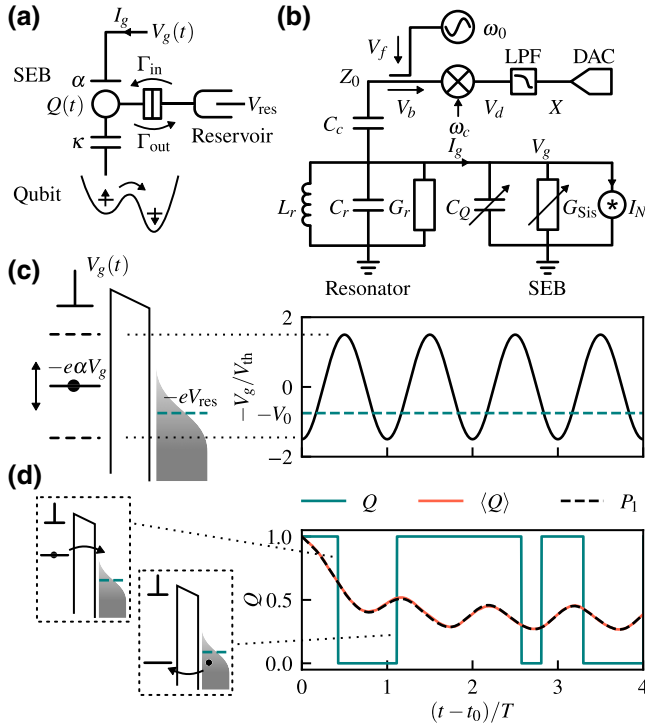 (a)
I_g
V_g(t)
SEB
α
Γ_in
Q(t)
V_res
Γ_out
Reservoir
κ
Qubit
(b)
ω_0
V_f
LPF
DAC
Z_0
V_b
V_d
X
C_c
ω_c
I_g
V_g
L_r
C_r
G_r
C_Q
G_Sis
*
I_N
Resonator
SEB
(c)
V_g(t)
−eαV_g
−eV_res
−V_g/V_th
2
0
−V_0
−2
(d)
Q
⟨Q⟩
P_1
Q
1.0
0.5
0.0
0
1
2
3
4
(t − t_0)/T